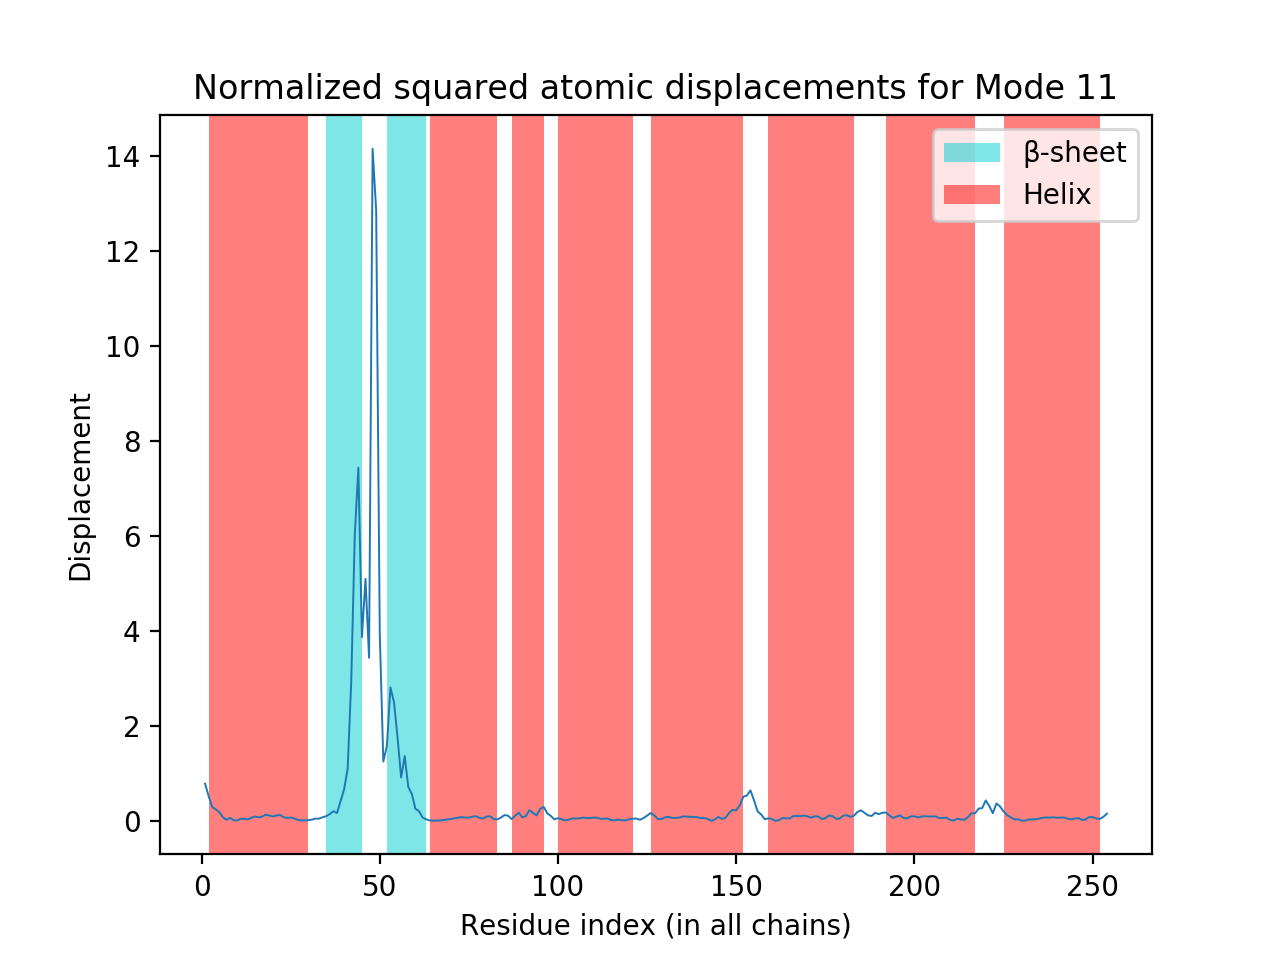 Normalized squared atomic displacements for Mode 11
β-sheet
Helix
14
12
10
8
6
4
2
0
Displacement
0 50 100 150 200 250
Residue index (in all chains)